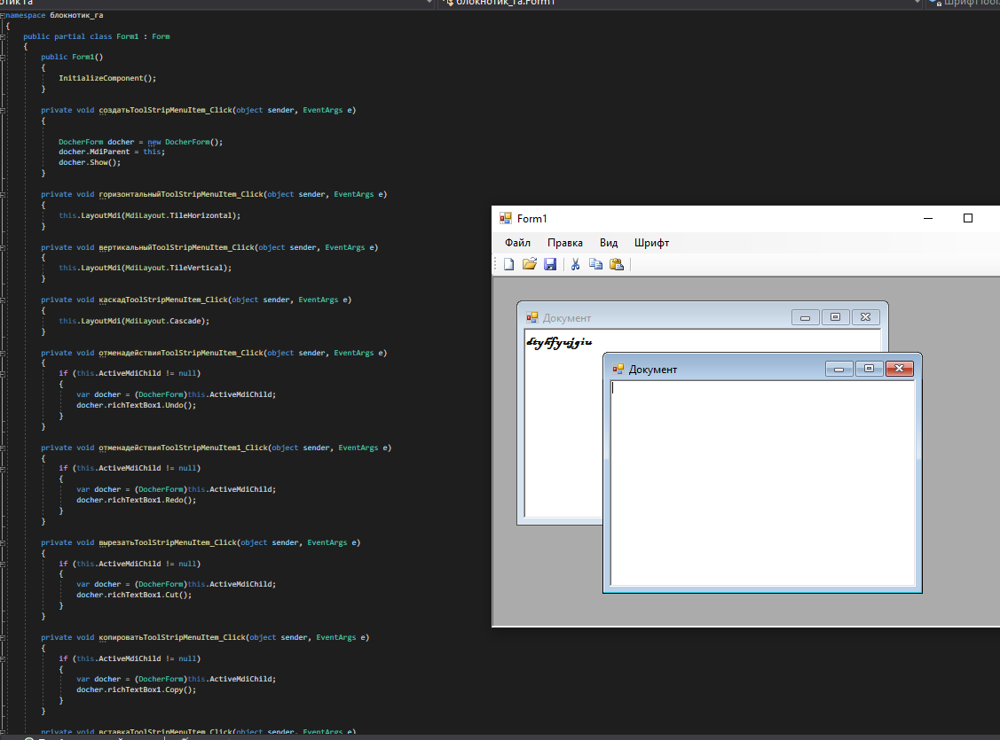 блокнотик_га.Form1
namespace блокнотик_га
{
public partial class Form1 : Form
{
public Form1()
{
InitializeComponent();
}
private void создатьToolStripMenuItem_Click(object sender, EventArgs e)
{
DocherForm docher = new DocherForm();
docher.MdiParent = this;
docher.Show();
}
private void горизонтальныйToolStripMenuItem_Click(object sender, EventArgs e)
{
this.LayoutMdi(MdiLayout.TileHorizontal);
}
private void вертикальныйToolStripMenuItem_Click(object sender, EventArgs e)
{
this.LayoutMdi(MdiLayout.TileVertical);
}
private void каскадToolStripMenuItem_Click(object sender, EventArgs e)
{
this.LayoutMdi(MdiLayout.Cascade);
}
private void отменадействияToolStripMenuItem_Click(object sender, EventArgs e)
{
if (this.ActiveMdiChild != null)
{
var docher = (DocherForm)this.ActiveMdiChild;
docher.richTextBox1.Undo();
}
}
private void отменадействияToolStripMenuItem1_Click(object sender, EventArgs e)
{
if (this.ActiveMdiChild != null)
{
var docher = (DocherForm)this.ActiveMdiChild;
docher.richTextBox1.Redo();
}
}
private void вырезатьToolStripMenuItem_Click(object sender, EventArgs e)
{
if (this.ActiveMdiChild != null)
{
var docher = (DocherForm)this.ActiveMdiChild;
docher.richTextBox1.Cut();
}
}
private void копироватьToolStripMenuItem_Click(object sender, EventArgs e)
{
if (this.ActiveMdiChild != null)
{
var docher = (DocherForm)this.ActiveMdiChild;
docher.richTextBox1.Copy();
}
}
private void вставкаToolStripMenuItem_Click(object sender, EventArgs e)
Form1
Файл Правка Вид Шрифт
Документ
Документ